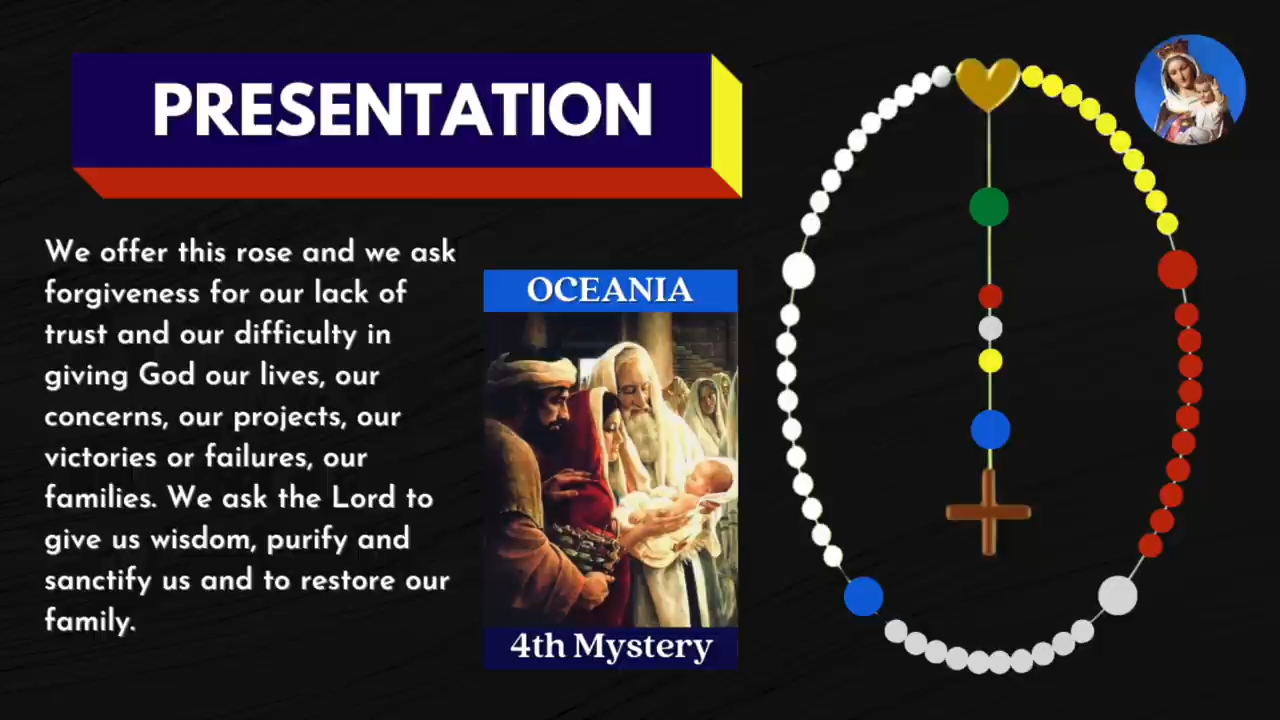 PRESENTATION
We offer this rose and we ask
forgiveness for our lack of
trust and our difficulty in
giving God our lives, our
concerns, our projects, our
victories or failures, our
families. We ask the Lord to
give us wisdom, purify and
sanctify us and to restore our
family.
OCEANIA
4th Mystery